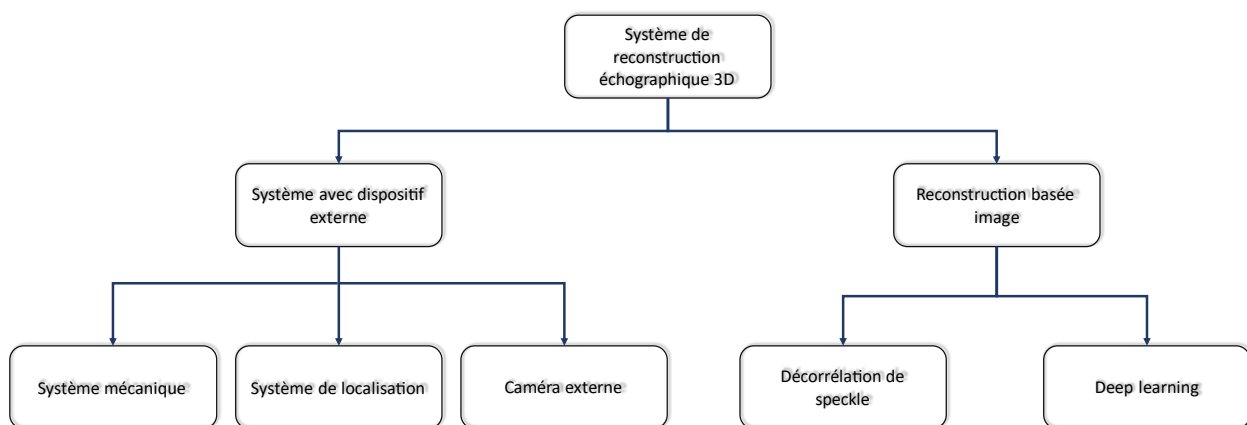 Système de
reconstruction
échographique 3D
Système avec dispositif
externe
Reconstruction basée
image
Système mécanique
Système de localisation
Caméra externe
Décorrélation de
speckle
Deep learning